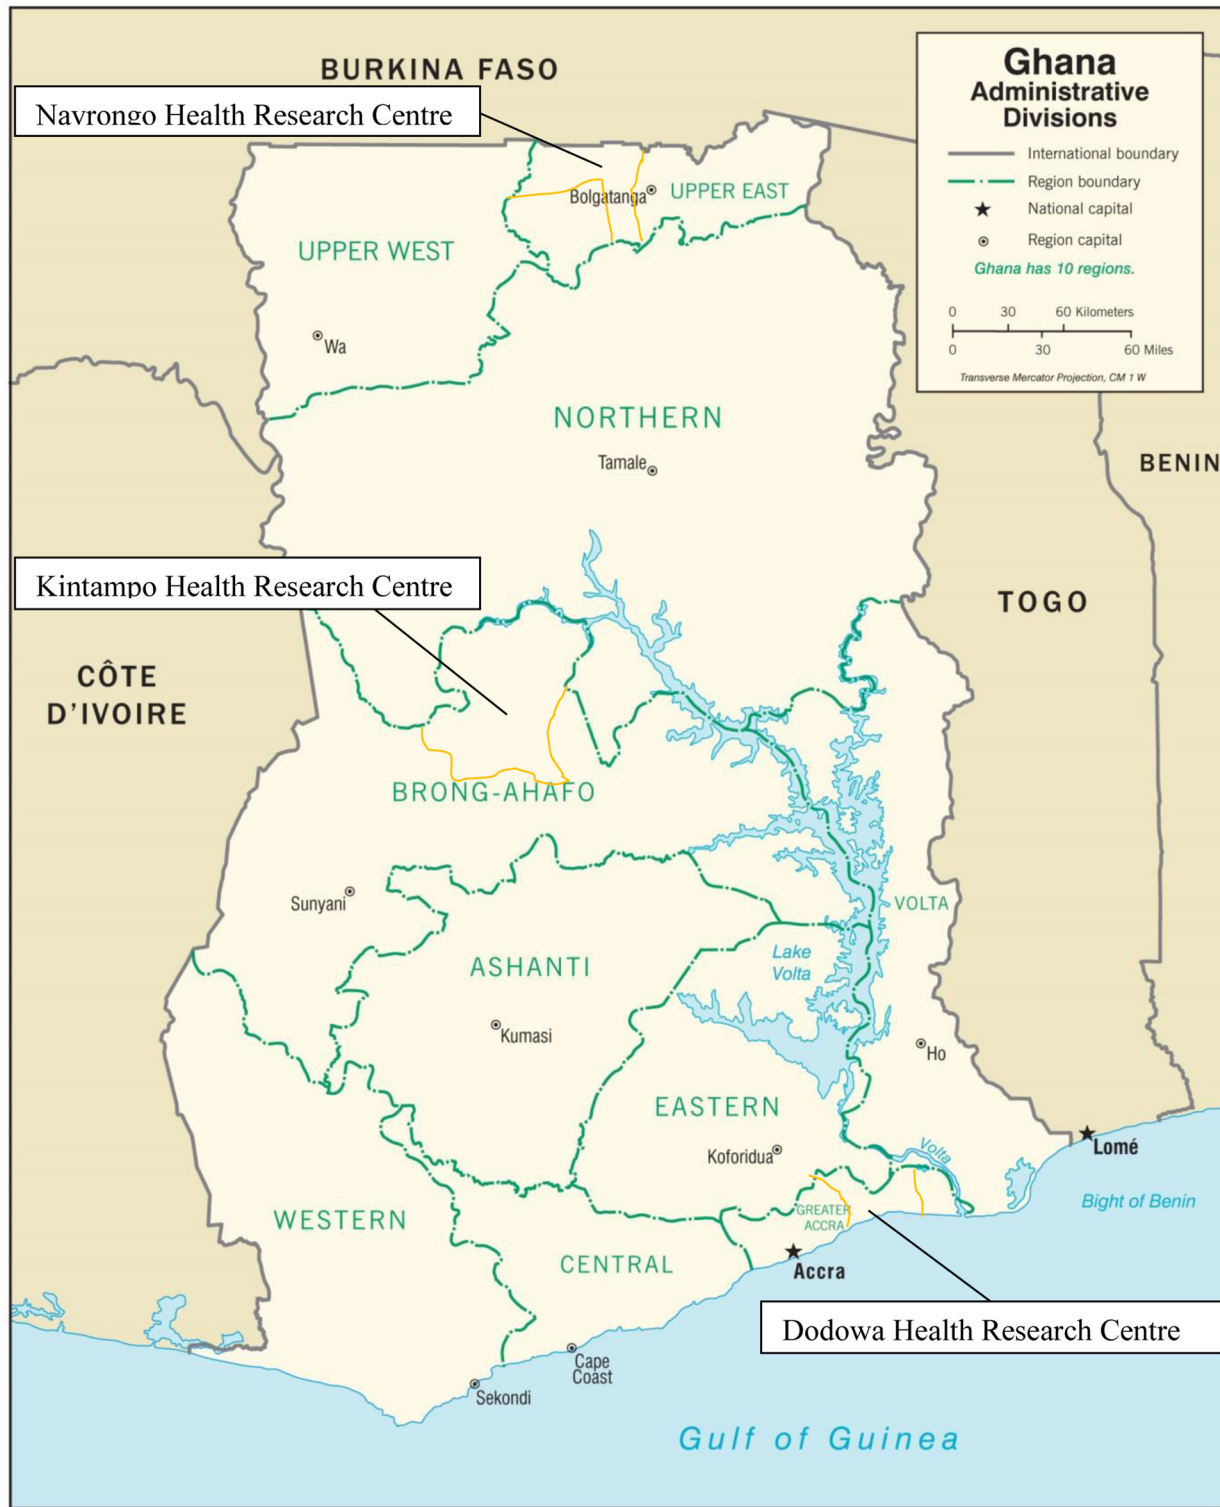 BURKINA FASO
Navrongo Health Research Centre
Ghana
Administrative
Divisions
International boundary
Region boundary
National capital
Region capital
Ghana has 10 regions.
0 30 60 Kilometers
0 30 60 Miles
Transverse Mercator Projection, CM 1 W
Bolgatanga
UPPER EAST
UPPER WEST
Wa
NORTHERN
Tamale
BENIN
Kintampo Health Research Centre
TOGO
CÔTE
D'IVOIRE
BRONG-AHAFO
Sunyani
VOLTA
ASHANTI
Lake
Volta
Kumasi
Ho
EASTERN
Koforidua
Volta
Lomé
Bight of Benin
WESTERN
GREATER
ACCRA
CENTRAL
Accra
Dodowa Health Research Centre
Cape
Coast
Sekondi
Gulf of Guinea